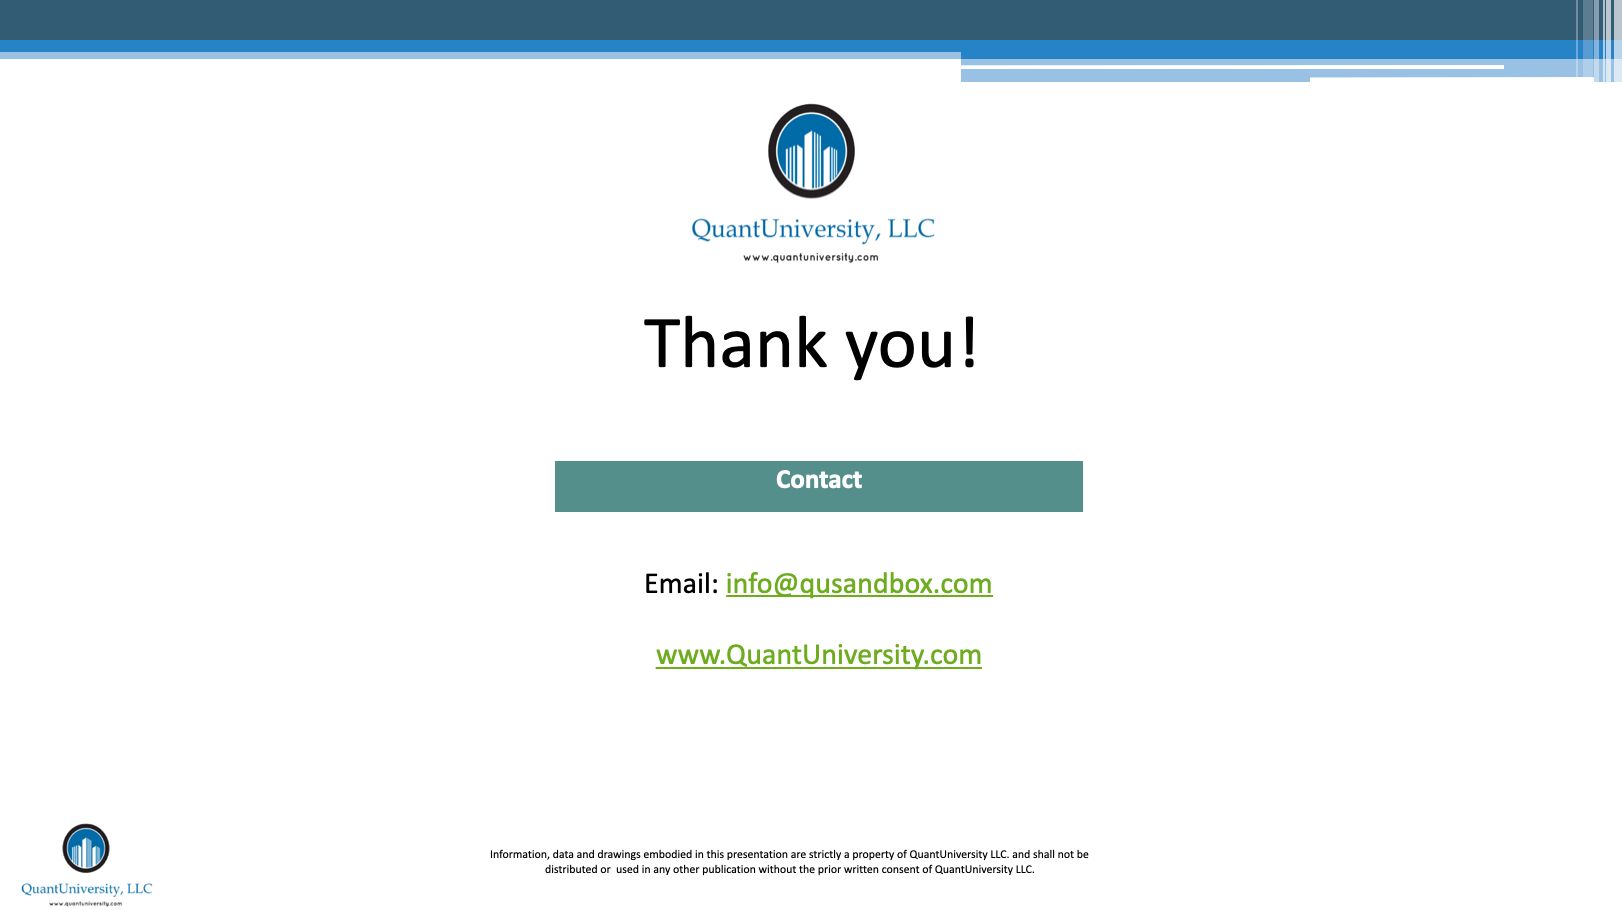 QuantUniversity, LLC
www.quantuniversity.com
Thank you!
Contact
Email: info@qusandbox.com
www.QuantUniversity.com
QuantUniversity, LLC
www.quantuniversity.com
Information, data and drawings embodied in this presentation are strictly a property of QuantUniversity LLC. and shall not be
distributed or  used in any other publication without the prior written consent of QuantUniversity LLC.